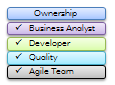 Ownership
✓ Business Analyst
✓ Developer
✓ Quality
✓ Agile Team